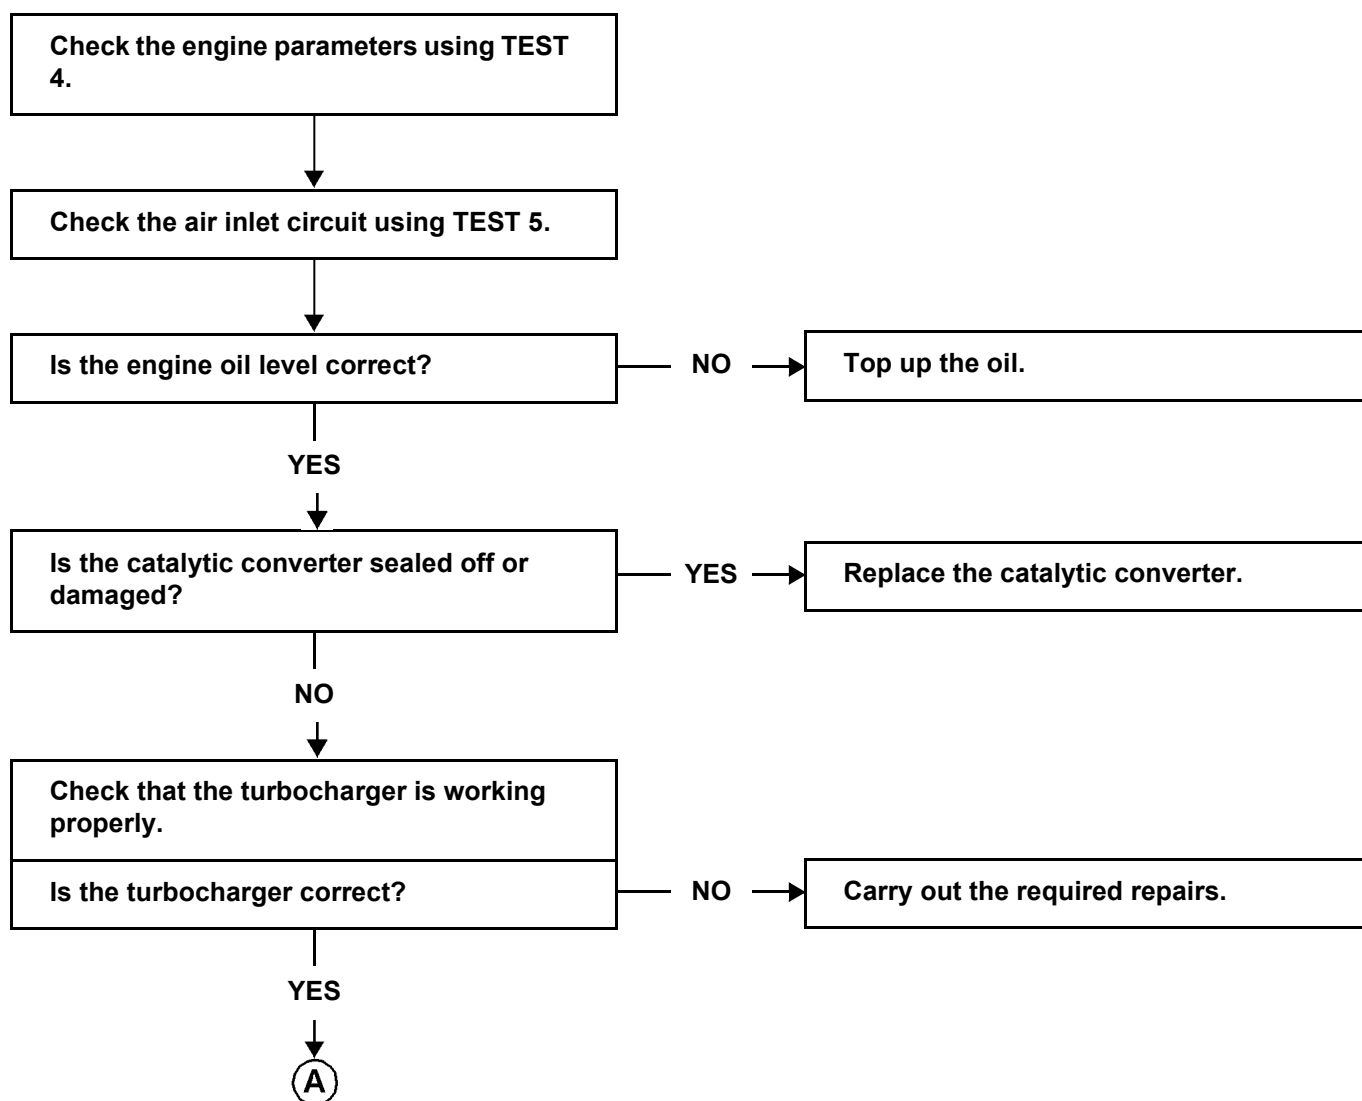 Check the engine parameters using TEST
4.
Check the air inlet circuit using TEST 5.
Is the engine oil level correct?
NO
Top up the oil.
YES
Is the catalytic converter sealed off or
damaged?
YES
Replace the catalytic converter.
NO
Check that the turbocharger is working
properly.
Is the turbocharger correct?
NO
Carry out the required repairs.
YES
A